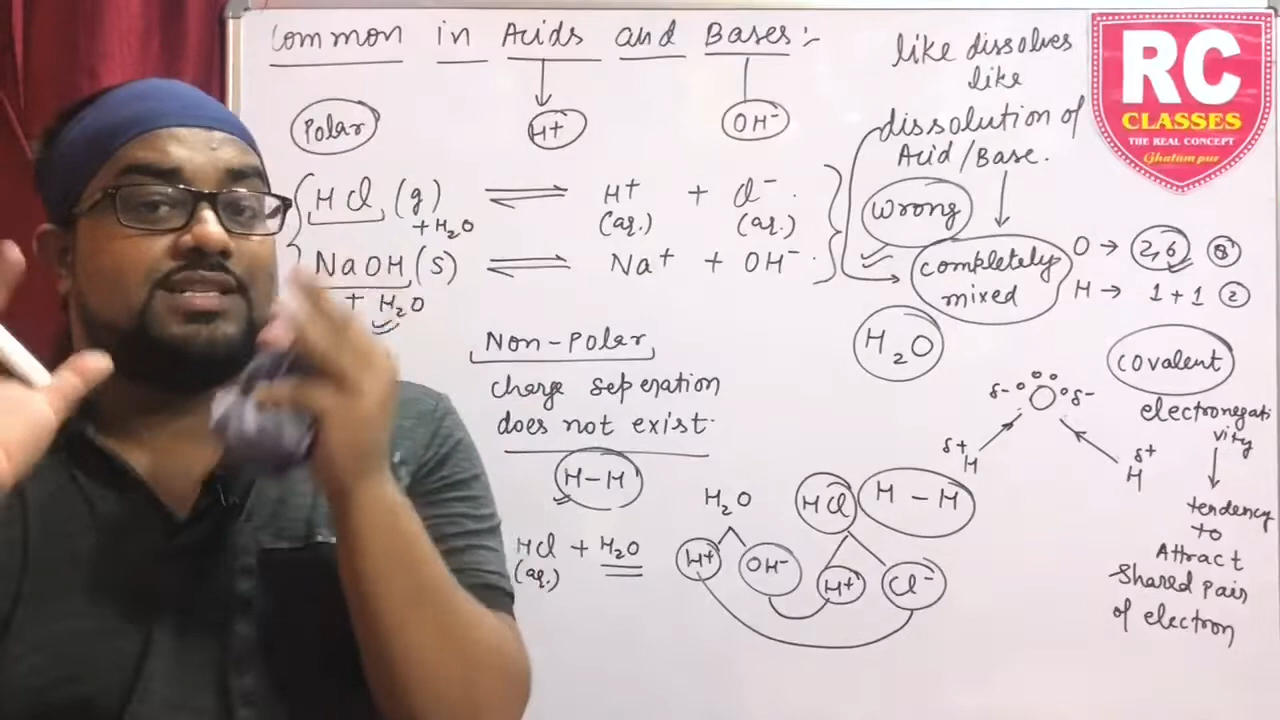 Common in Acids and Bases :-
H+
OH-
Polar
HCl (g) ⇌ H+ + Cl-
+ H2O (aq.) (aq.)
NaOH (s) ⇌ Na+ + OH-
+ H2O
Non-Polar
charge seperation
does not exist.
H-H
HCl + H2O
(aq.)
H2O
H+ OH-
HCl
H+ Cl-
H - H
like dissolves
like
dissolution of
Acid/Base.
wrong
completely
mixed
H2O
O → 2,6 8
H → 1+1 2
covalent
δ- δ-
δ+ H
δ+ H
electronegati
vity
tendency
to
Attract
Shared pair
of electron
RC
CLASSES
THE REAL CONCEPT
Ghatampur